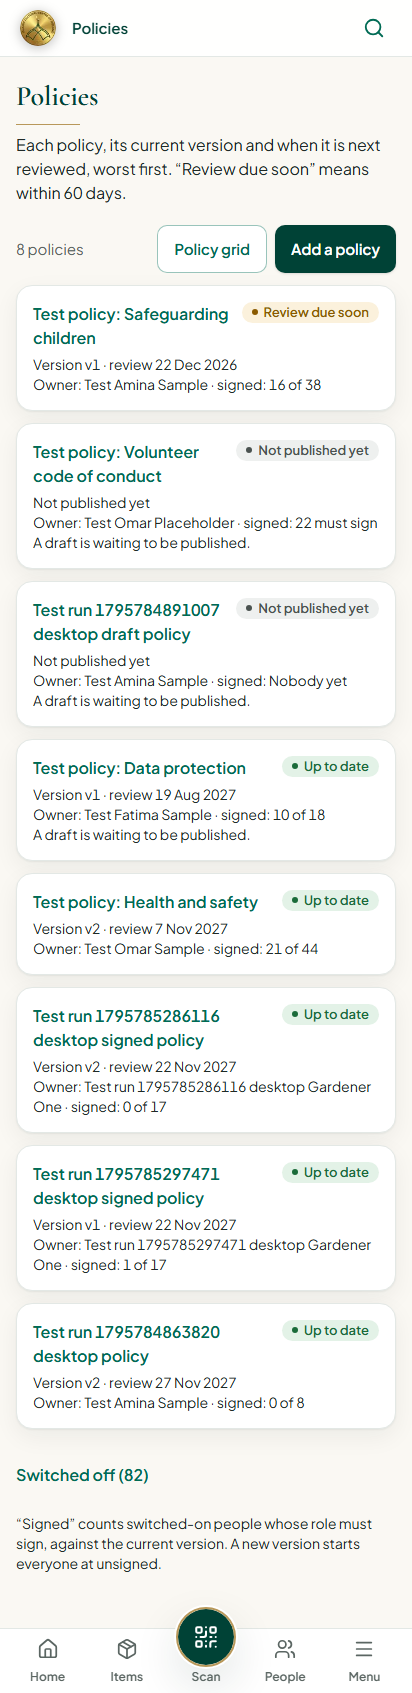 Policies
Policies
Each policy, its current version and when it is next
reviewed, worst first. “Review due soon” means
within 60 days.
8 policies
Policy grid
Add a policy
Test policy: Safeguarding
children
Review due soon
Version v1 · review 22 Dec 2026
Owner: Test Amina Sample · signed: 16 of 38
Test policy: Volunteer
code of conduct
Not published yet
Not published yet
Owner: Test Omar Placeholder · signed: 22 must sign
A draft is waiting to be published.
Test run 1795784891007
desktop draft policy
Not published yet
Not published yet
Owner: Test Amina Sample · signed: Nobody yet
A draft is waiting to be published.
Test policy: Data protection
Up to date
Version v1 · review 19 Aug 2027
Owner: Test Fatima Sample · signed: 10 of 18
A draft is waiting to be published.
Test policy: Health and safety
Up to date
Version v2 · review 7 Nov 2027
Owner: Test Omar Sample · signed: 21 of 44
Test run 1795785286116
desktop signed policy
Up to date
Version v2 · review 22 Nov 2027
Owner: Test run 1795785286116 desktop Gardener
One · signed: 0 of 17
Test run 1795785297471
desktop signed policy
Up to date
Version v1 · review 22 Nov 2027
Owner: Test run 1795785297471 desktop Gardener
One · signed: 1 of 17
Test run 1795784863820
desktop policy
Up to date
Version v2 · review 27 Nov 2027
Owner: Test Amina Sample · signed: 0 of 8
Switched off (82)
“Signed” counts switched-on people whose role must
sign, against the current version. A new version starts
everyone at unsigned.
Home
Items
Scan
People
Menu